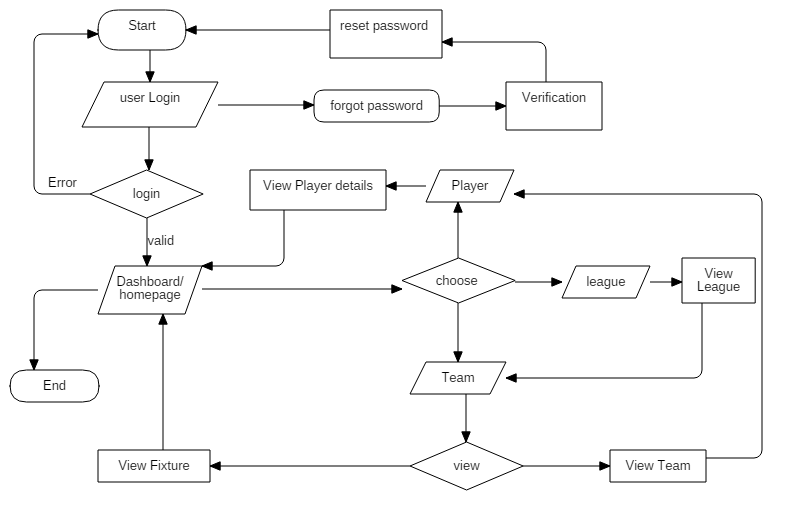 Start
reset password
user Login
forgot password
Verification
Error
login
View Player details
Player
valid
Dashboard/
homepage
choose
league
View
League
End
Team
View Fixture
view
View Team